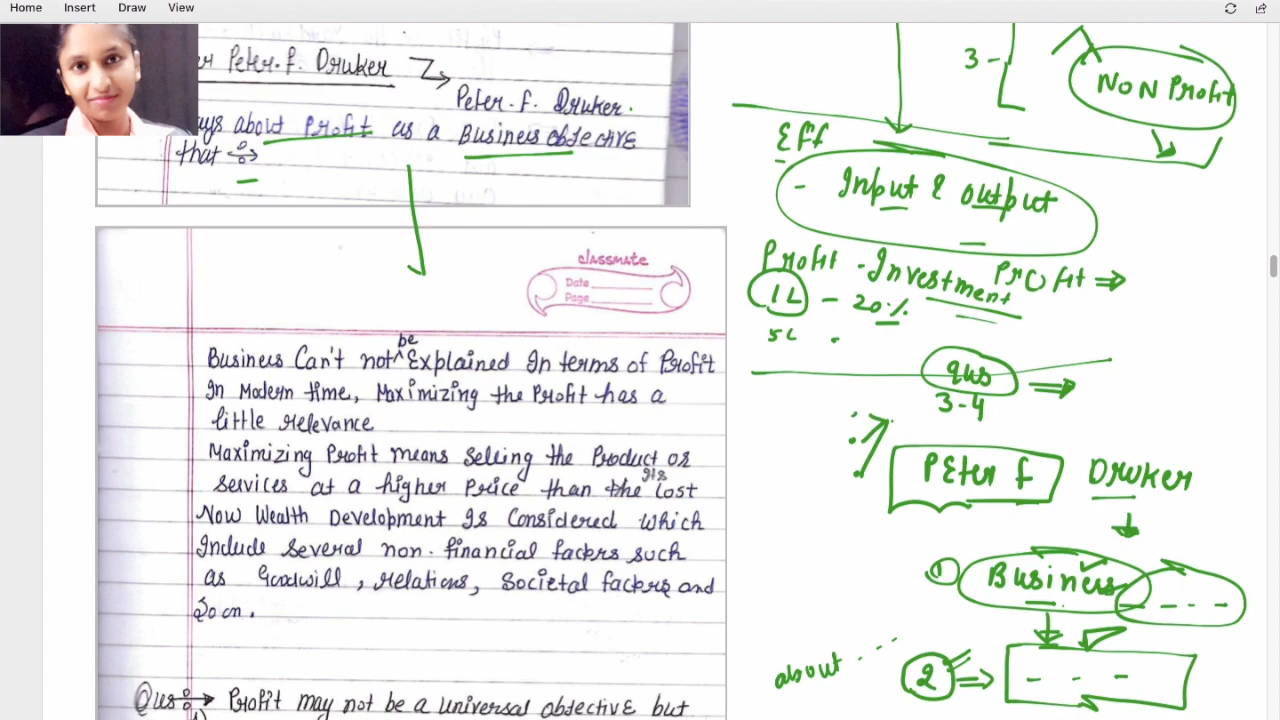 Home Insert Draw View
er Peter.f. Druker
Peter.f. Druker.
ays about Profit as a Business objective
that
classmate
Date
Page
Business Can't not be Explained In terms of Profit
In Modern time, Maximizing the Profit has a
little relevance
Maximizing Profit means Selling the Product or
Services at a higher Price than the its Cost
Now Wealth Development Is Considered which
Include Several non-financial factors such
as Goodwill, relations, Societal factors and
So on.
Qus Profit may not be a universal objective but
3 -
NON Profit
Eff
- Input & Output
Profit - Investment Profit ⇒
1L - 20%
5L -
qus ⇒
3-4
PEter f DRUKER
① Business - - -
about
2 ⇒ - - -